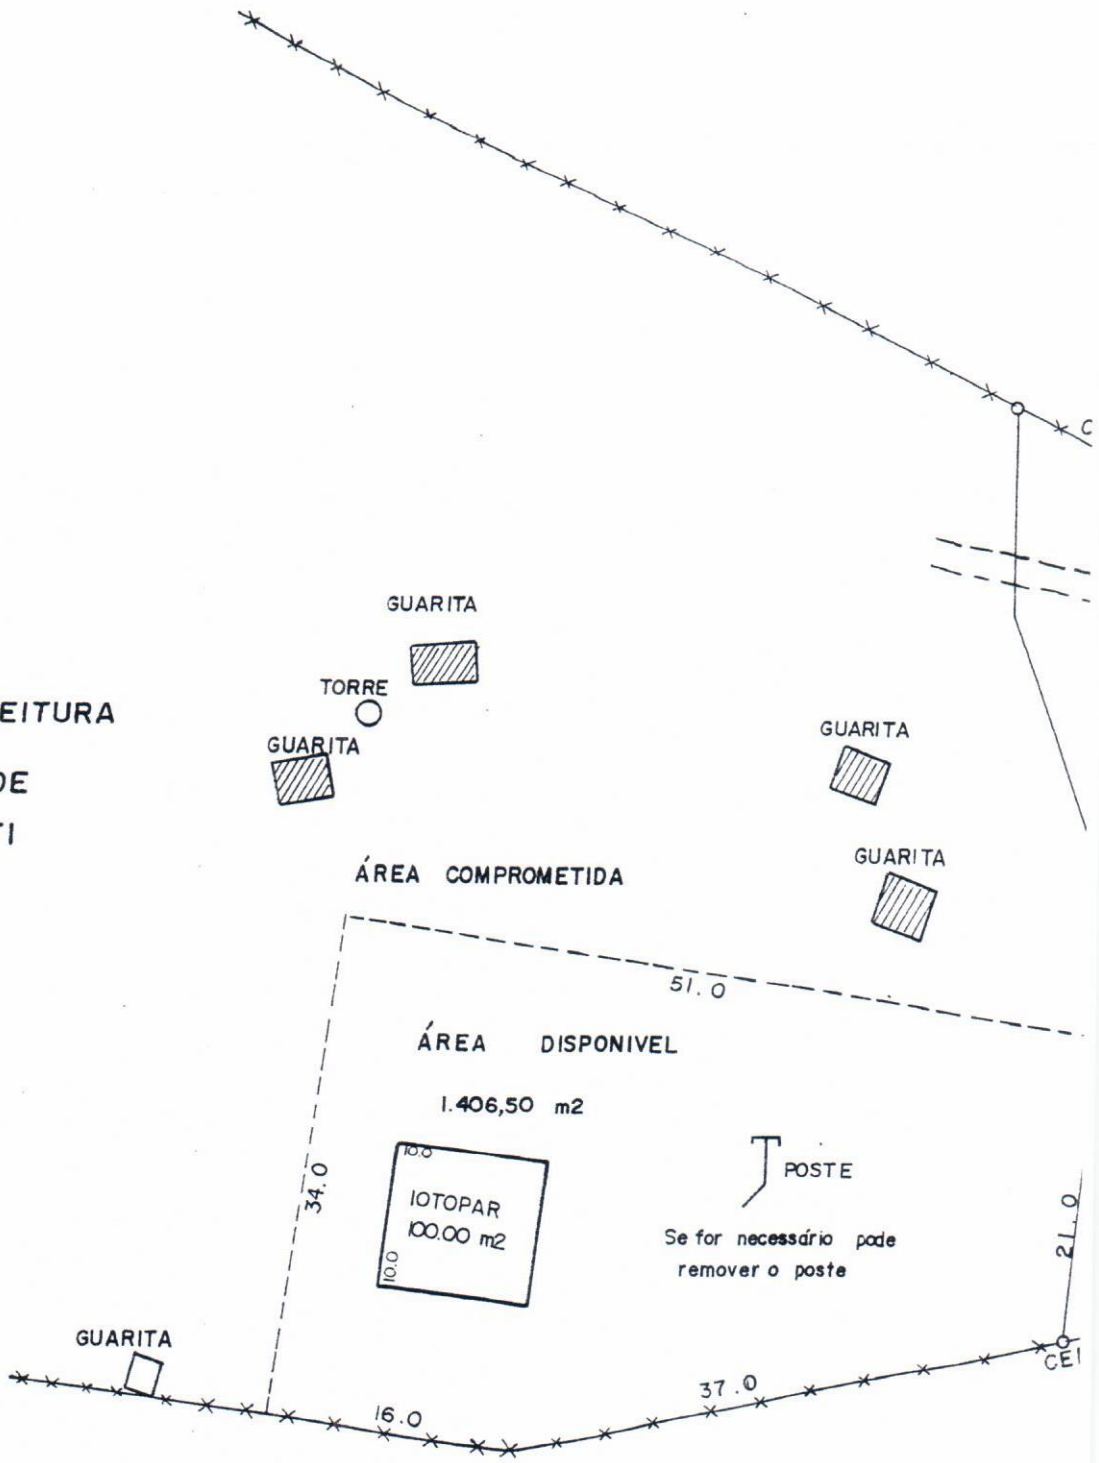 GUARITA
TORRE
GUARITA
EITURA
DE
TI
GUARITA
GUARITA
ÁREA COMPROMETIDA
51.0
ÁREA DISPONIVEL
1.406,50 m2
34.0
10.0
IOTOPAR
100.00 m2
10.0
POSTE
Se for necessário pode
remover o poste
21.0
GUARITA
16.0
37.0
CE
C